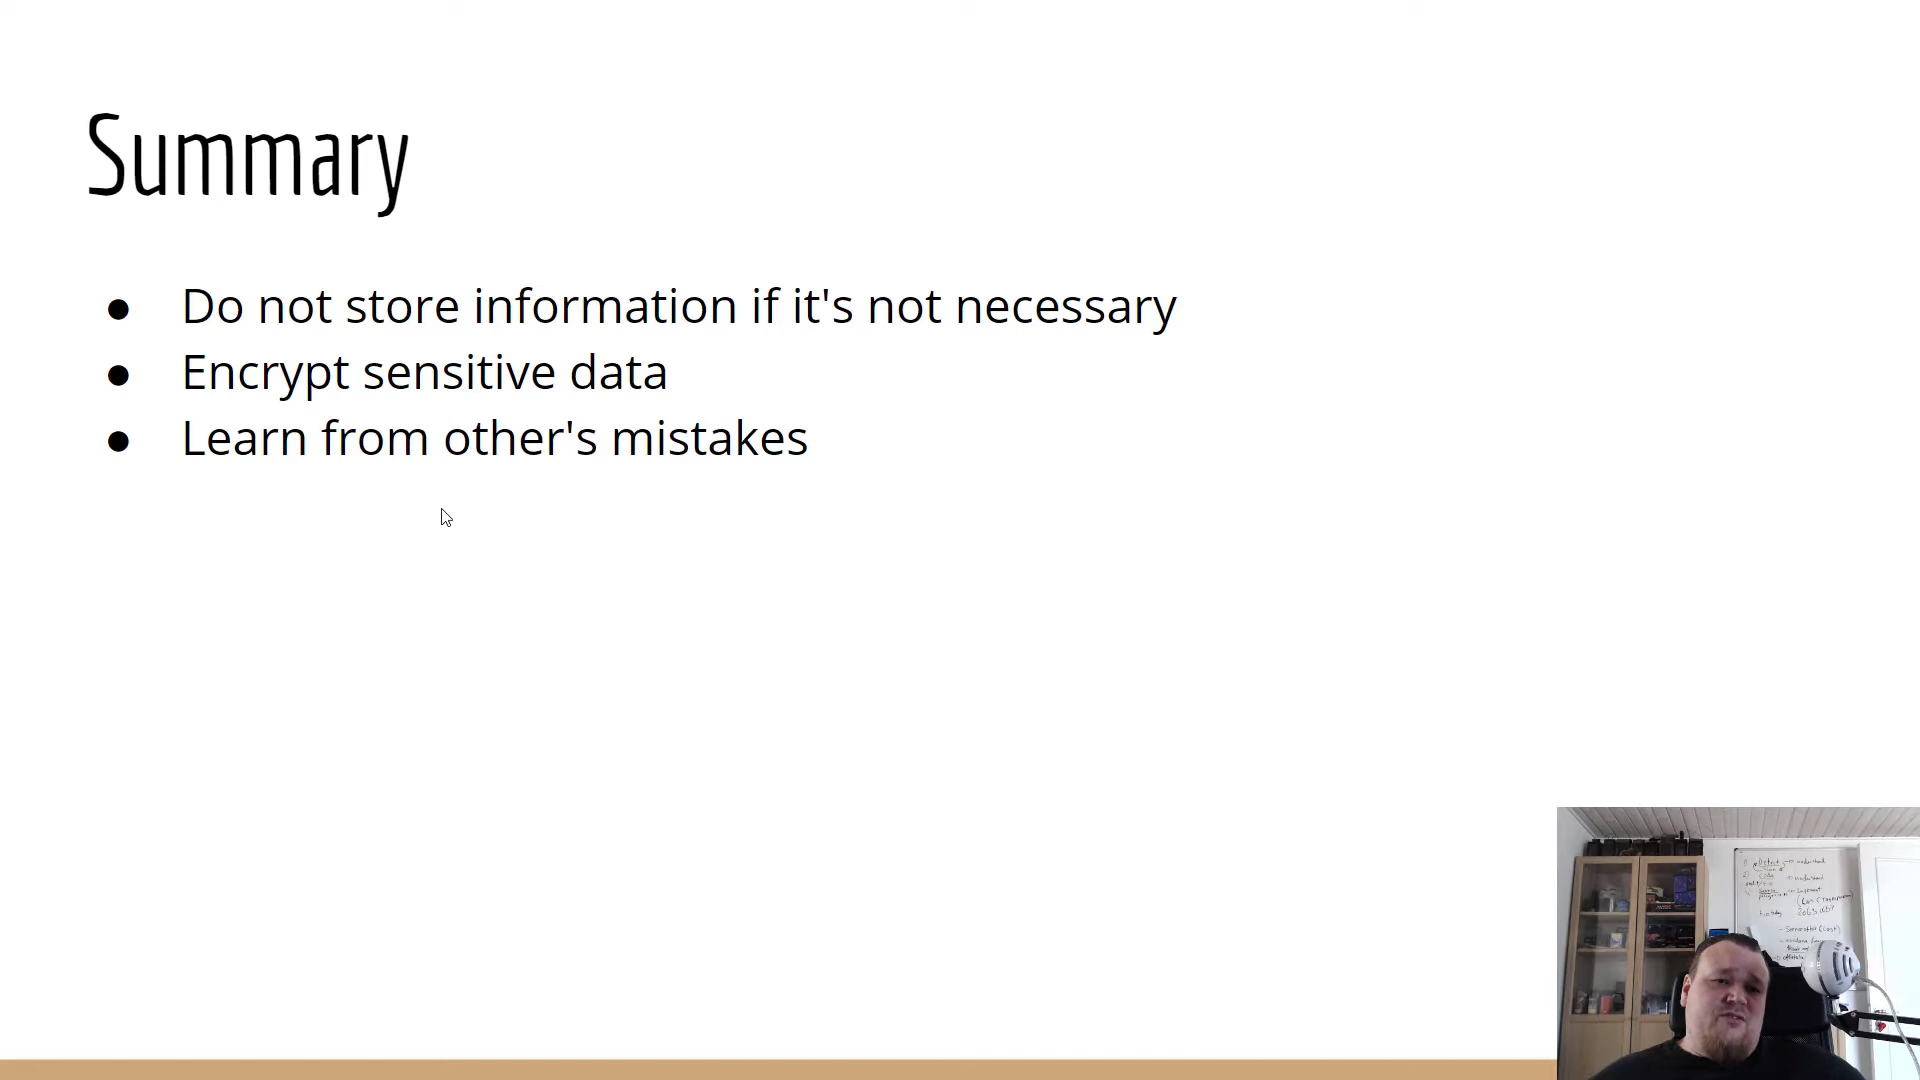 Summary
● Do not store information if it's not necessary
● Encrypt sensitive data
● Learn from other's mistakes